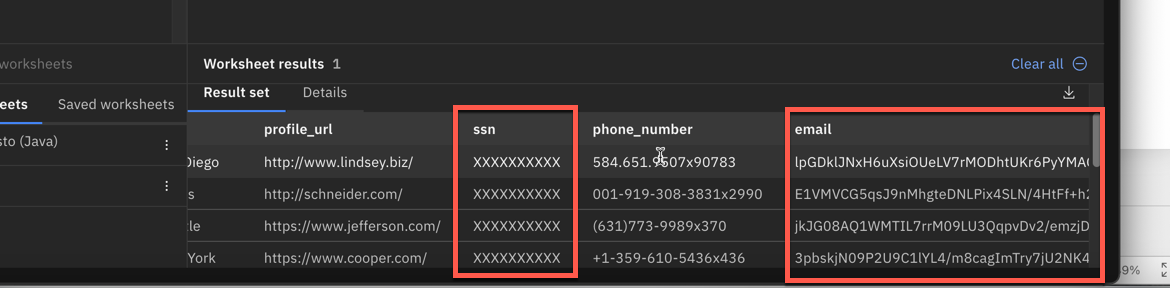 worksheets
Worksheet results 1
Clear all
eets Saved worksheets
Result set Details
sto (Java)
profile_url ssn phone_number email
Diego http://www.lindsey.biz/ XXXXXXXXXX 584.651.9507x90783
s http://schneider.com/ XXXXXXXXXX 001-919-308-3831x2990 E1VMVCG5qsJ9nMhgteDNLPix4SLN/4HtFf+h2
tle https://www.jefferson.com/ XXXXXXXXXX (631)773-9989x370 jkJG08AQ1WMTIL7rrM09LU3QqpvDv2/emzjD
York https://www.cooper.com/ XXXXXXXXXX +1-359-610-5436x436 3pbskjN09P2U9C1lYL4/m8cagImTry7jU2NK4
9%